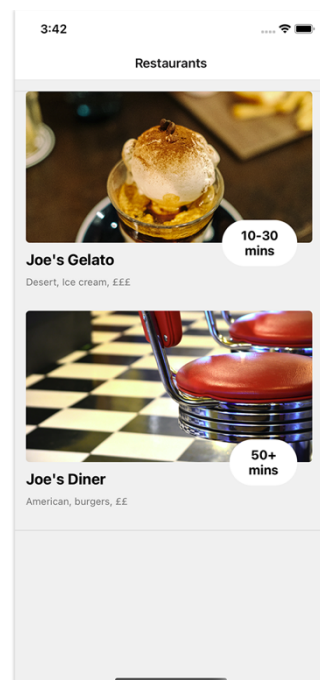 3:42
Restaurants
10-30
mins
Joe's Gelato
Desert, Ice cream, £££
50+
mins
Joe's Diner
American, burgers, ££